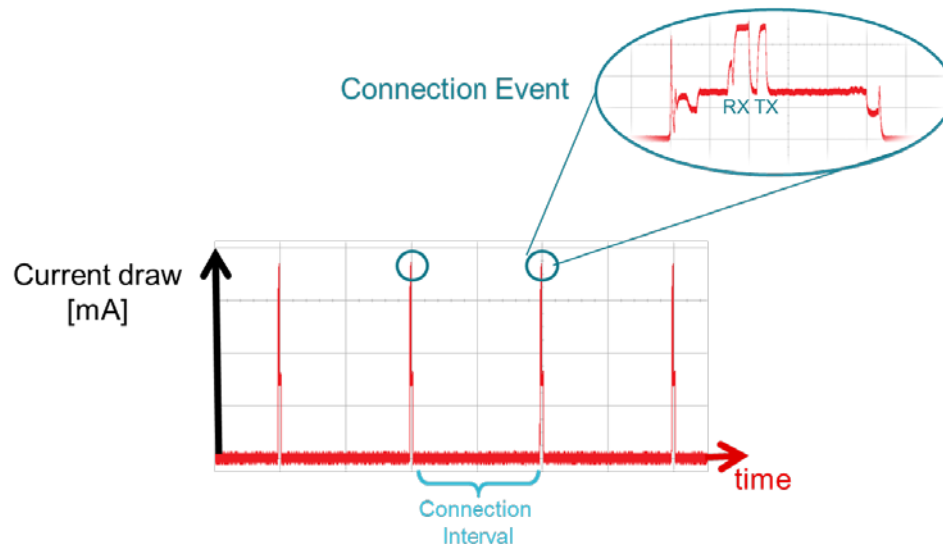 Connection Event
RX TX
Current draw
[mA]
time
Connection
Interval